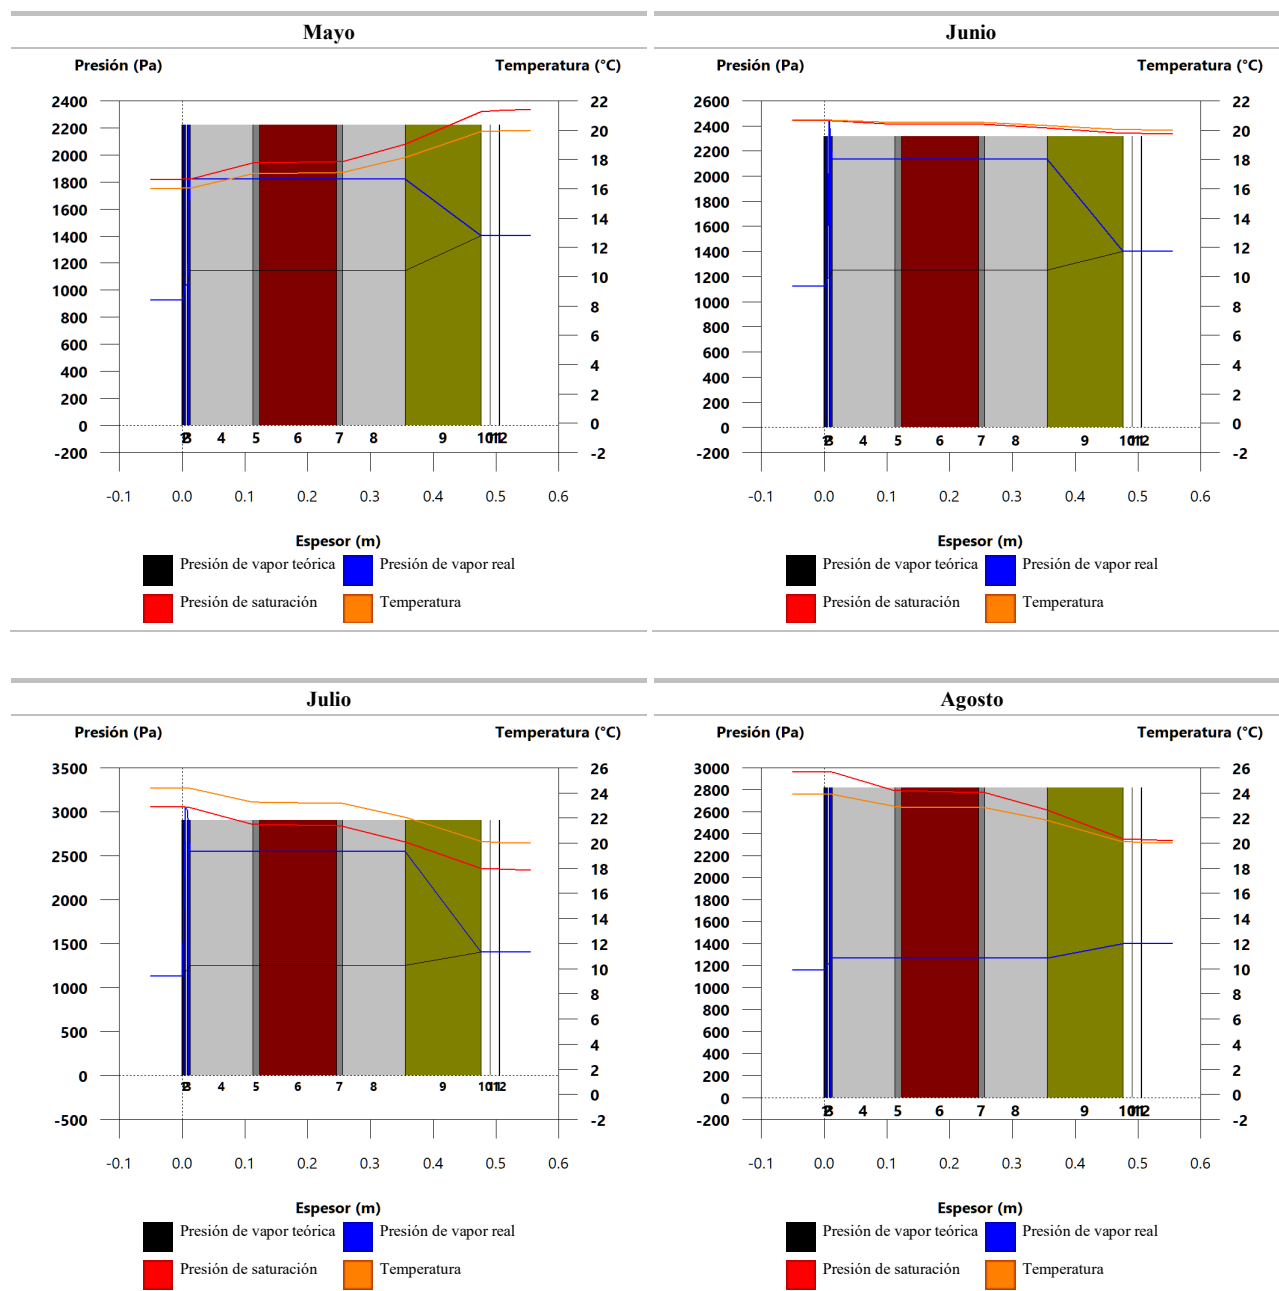 Mayo
Presión (Pa) Temperatura (°C)
2400 22
2200 20
2000 18
1800 16
1600 14
1400 12
1200 10
1000 8
800 6
600 4
400 2
200 0
0 -2
-200
4 5 6 7 8 9
-0.1 0.0 0.1 0.2 0.3 0.4 0.5 0.6
Espesor (m)
Presión de vapor teórica Presión de vapor real
Presión de saturación Temperatura
Junio
Presión (Pa) Temperatura (°C)
2600 22
2400 20
2200 18
2000 16
1800 14
1600 12
1400 10
1200 8
1000 6
800 4
600 2
400 0
200 -2
0
-200
4 5 6 7 8 9
-0.1 0.0 0.1 0.2 0.3 0.4 0.5 0.6
Espesor (m)
Presión de vapor teórica Presión de vapor real
Presión de saturación Temperatura
Julio
Presión (Pa) Temperatura (°C)
3500 26
3000 24
2500 22
2000 20
1500 18
1000 16
500 14
0 12
-500 10
8
6
4
2
0
-2
4 5 6 7 8 9
-0.1 0.0 0.1 0.2 0.3 0.4 0.5 0.6
Espesor (m)
Presión de vapor teórica Presión de vapor real
Presión de saturación Temperatura
Agosto
Presión (Pa) Temperatura (°C)
3000 26
2800 24
2600 22
2400 20
2200 18
2000 16
1800 14
1600 12
1400 10
1200 8
1000 6
800 4
600 2
400 0
200 -2
0
-200
4 5 6 7 8 9
-0.1 0.0 0.1 0.2 0.3 0.4 0.5 0.6
Espesor (m)
Presión de vapor teórica Presión de vapor real
Presión de saturación Temperatura